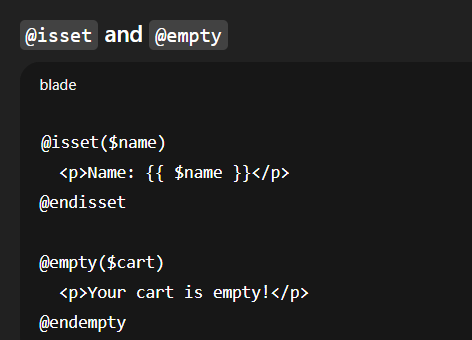 @isset and @empty
blade
@isset($name)
<p>Name: {{ $name }}</p>
@endisset
@empty($cart)
<p>Your cart is empty!</p>
@endempty